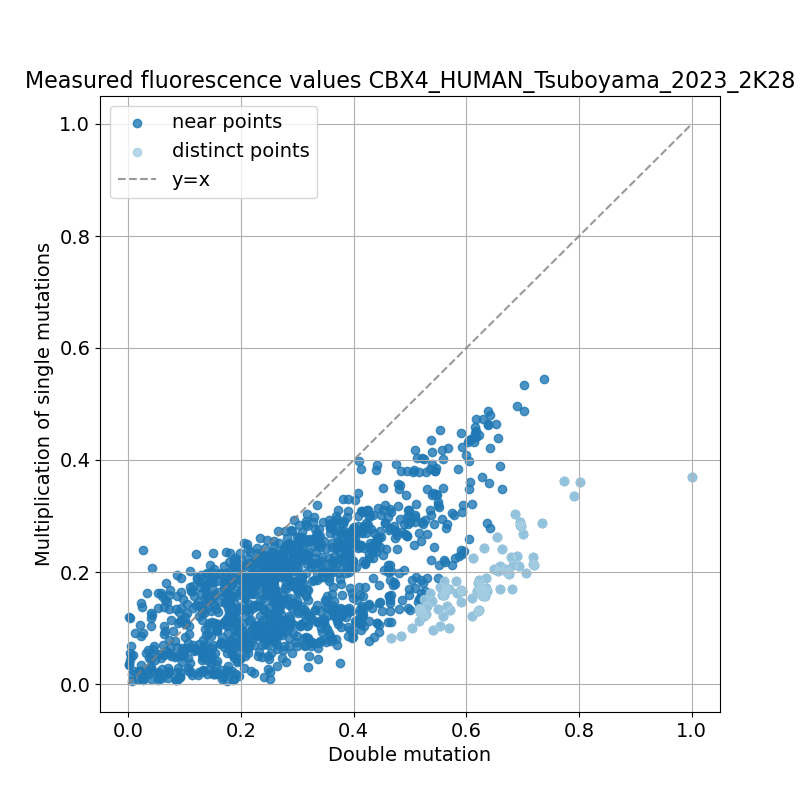 Measured fluorescence values CBX4_HUMAN_Tsuboyama_2023_2K28
near points
distinct points
y=x
Multiplication of single mutations
1.0
0.8
0.6
0.4
0.2
0.0
0.0 0.2 0.4 0.6 0.8 1.0
Double mutation